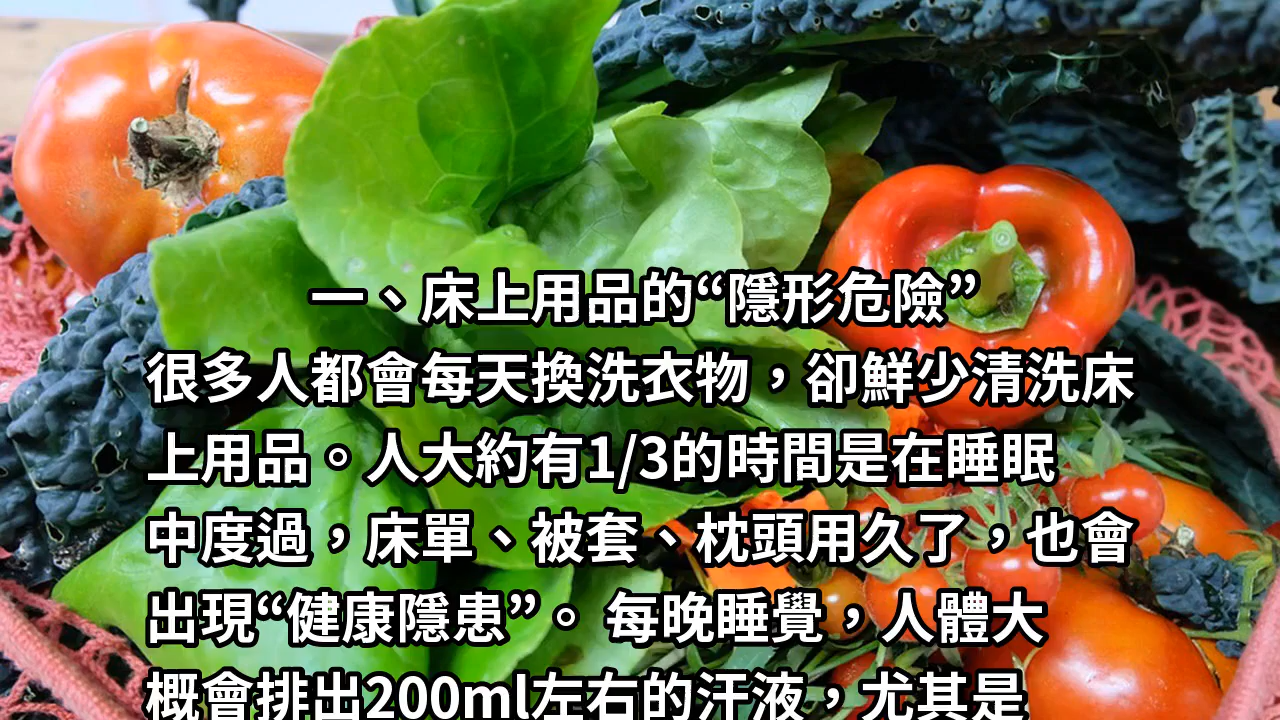 一、床上用品的“隱形危險”
很多人都會每天換洗衣物，卻鮮少清洗床
上用品。人大約有1/3的時間是在睡眠
中度過，床單、被套、枕頭用久了，也會
出現“健康隱患”。 每晚睡覺，人體大
概會排出200ml左右的汗液，尤其是